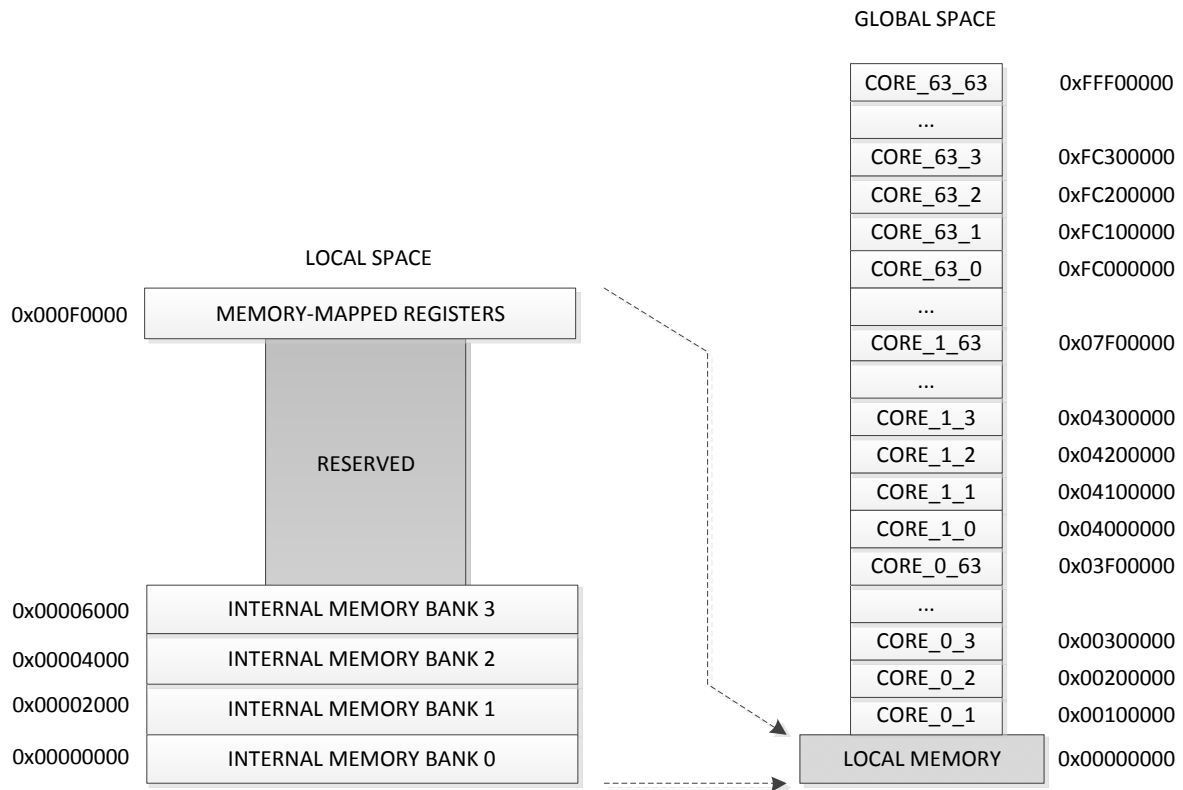 GLOBAL SPACE
CORE_63_63 0xFFF00000
...
CORE_63_3 0xFC300000
CORE_63_2 0xFC200000
CORE_63_1 0xFC100000
CORE_63_0 0xFC000000
...
CORE_1_63 0x07F00000
...
CORE_1_3 0x04300000
CORE_1_2 0x04200000
CORE_1_1 0x04100000
CORE_1_0 0x04000000
CORE_0_63 0x03F00000
...
CORE_0_3 0x00300000
CORE_0_2 0x00200000
CORE_0_1 0x00100000
LOCAL MEMORY 0x00000000
LOCAL SPACE
0x000F0000 MEMORY-MAPPED REGISTERS
RESERVED
0x00006000 INTERNAL MEMORY BANK 3
0x00004000 INTERNAL MEMORY BANK 2
0x00002000 INTERNAL MEMORY BANK 1
0x00000000 INTERNAL MEMORY BANK 0